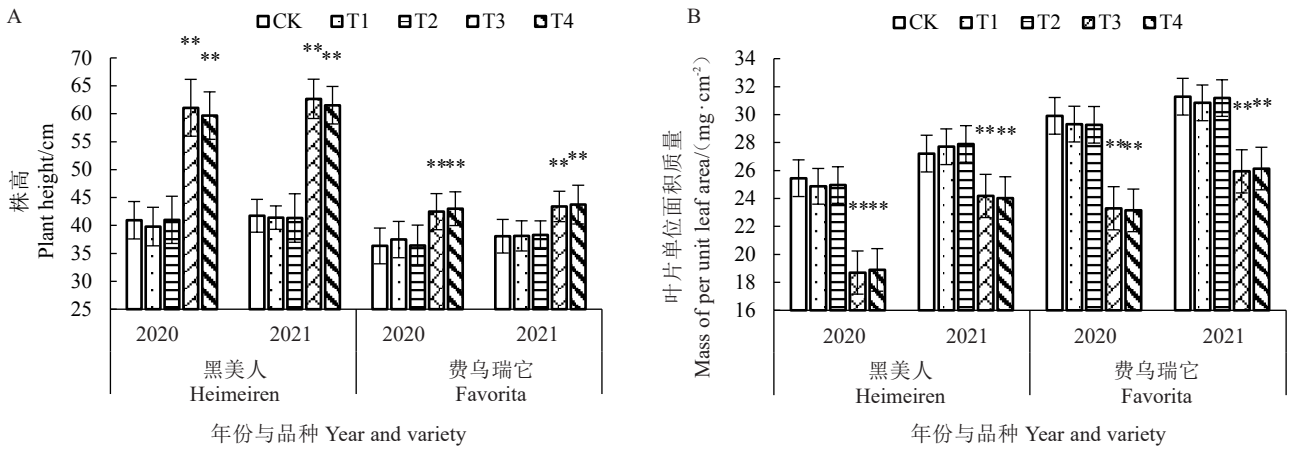 A
CK T1 T2 T3 T4
株高
Plant height/cm
70
65
60
55
50
45
40
35
30
25
** ** ** ** **** ** **
2020 2021 2020 2021
黑美人 费乌瑞它
Heimeiren Favorita
年份与品种 Year and variety
B
CK T1 T2 T3 T4
叶片单位面积质量
Mass of per unit leaf area/(mg·cm-2)
34
32
30
28
26
24
22
20
18
16
**** ** ** **** ** **
2020 2021 2020 2021
黑美人 费乌瑞它
Heimeiren Favorita
年份与品种 Year and variety